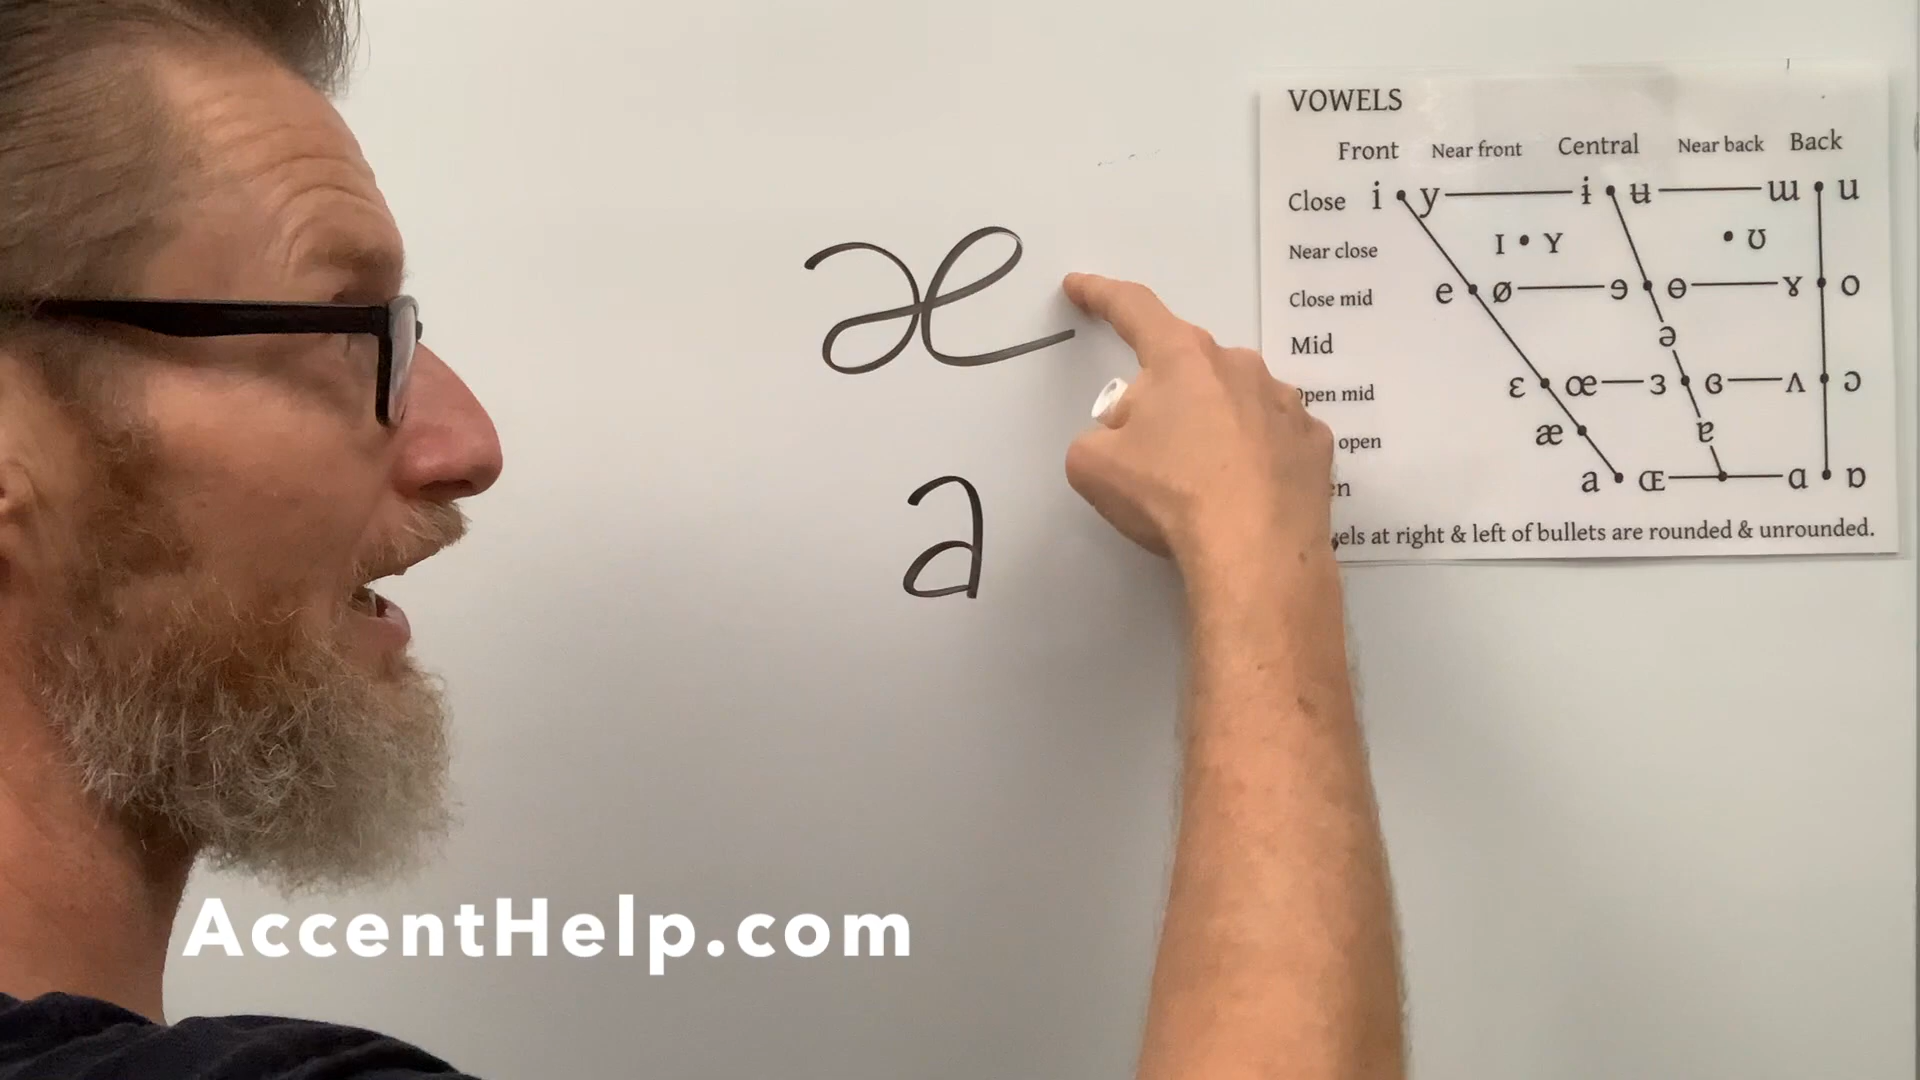 æ
a
VOWELS
Front Near front Central Near back Back
Close i y ɨ ʉ ɯ u
Near close ɪ ʏ ʊ
Close mid e ø ɘ ɵ ɤ o
Mid ə
Open mid ɛ œ ɜ ɞ ʌ ɔ
open æ ɐ
a ɶ ɑ ɒ
at right & left of bullets are rounded & unrounded.
AccentHelp.com